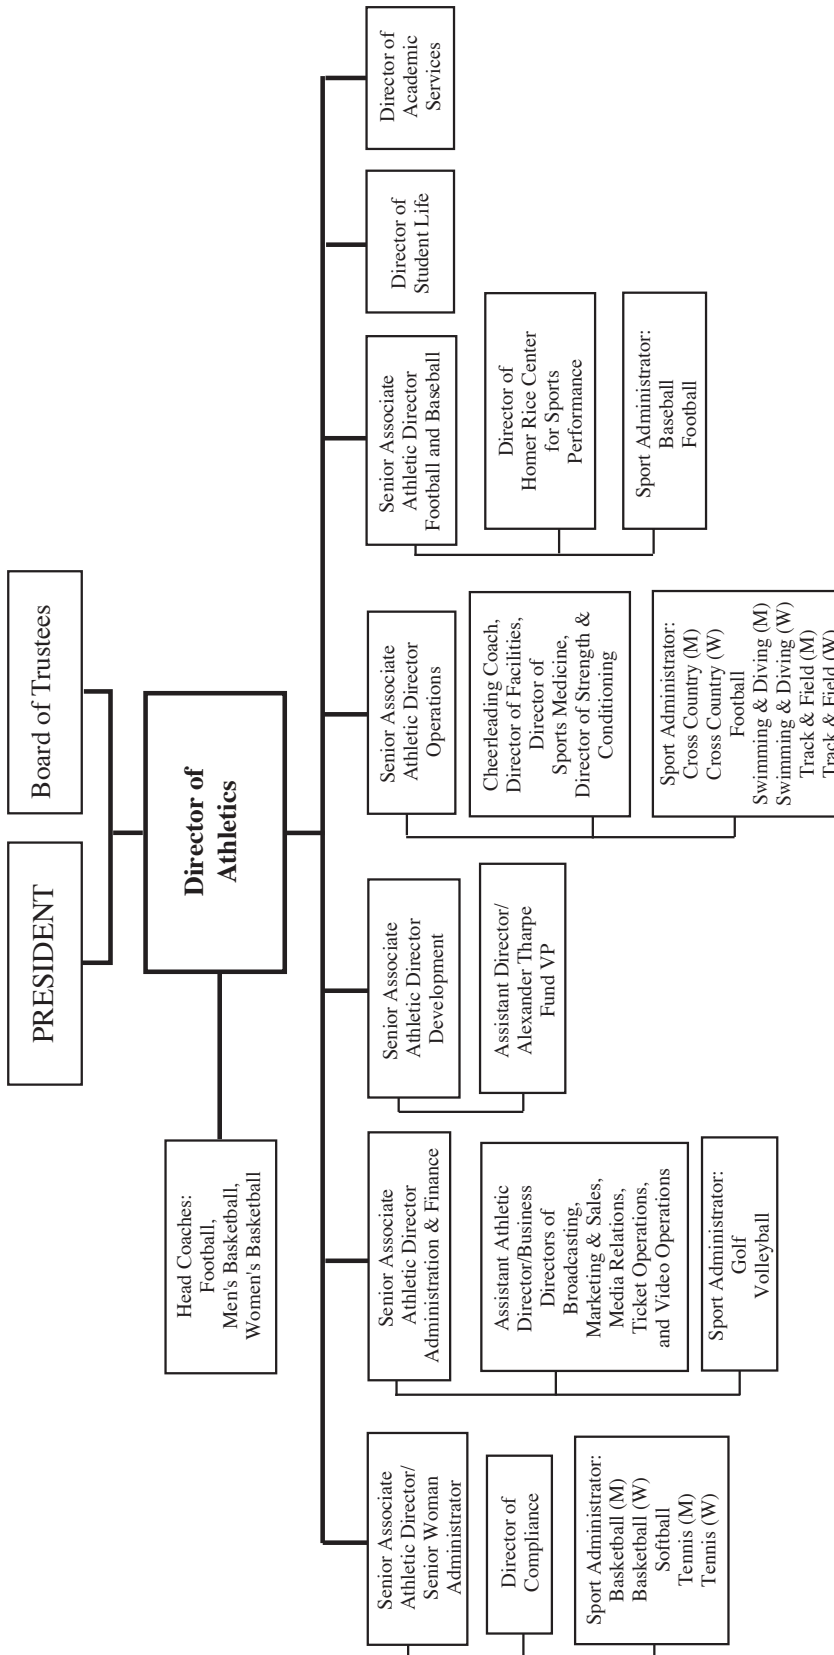 PRESIDENT
Board of Trustees
Director of
Athletics
Head Coaches:
Football,
Men's Basketball,
Women's Basketball
Senior Associate
Athletic Director/
Senior Woman
Administrator
Director of
Compliance
Sport Administrator:
Basketball (M)
Basketball (W)
Softball
Tennis (M)
Tennis (W)
Senior Associate
Athletic Director
Administration & Finance
Assistant Athletic
Director/Business
Directors of
Broadcasting,
Marketing & Sales,
Media Relations,
Ticket Operations,
and Video Operations
Sport Administrator:
Golf
Volleyball
Senior Associate
Athletic Director
Development
Assistant Director/
Alexander Tharpe
Fund VP
Senior Associate
Athletic Director
Operations
Cheerleading Coach,
Director of Facilities,
Director of
Sports Medicine,
Director of Strength &
Conditioning
Sport Administrator:
Cross Country (M)
Cross Country (W)
Football
Swimming & Diving (M)
Swimming & Diving (W)
Track & Field (M)
Track & Field (W)
Senior Associate
Athletic Director
Football and Baseball
Director of
Homer Rice Center
for Sports
Performance
Sport Administrator:
Baseball
Football
Director of
Student Life
Director of
Academic
Services